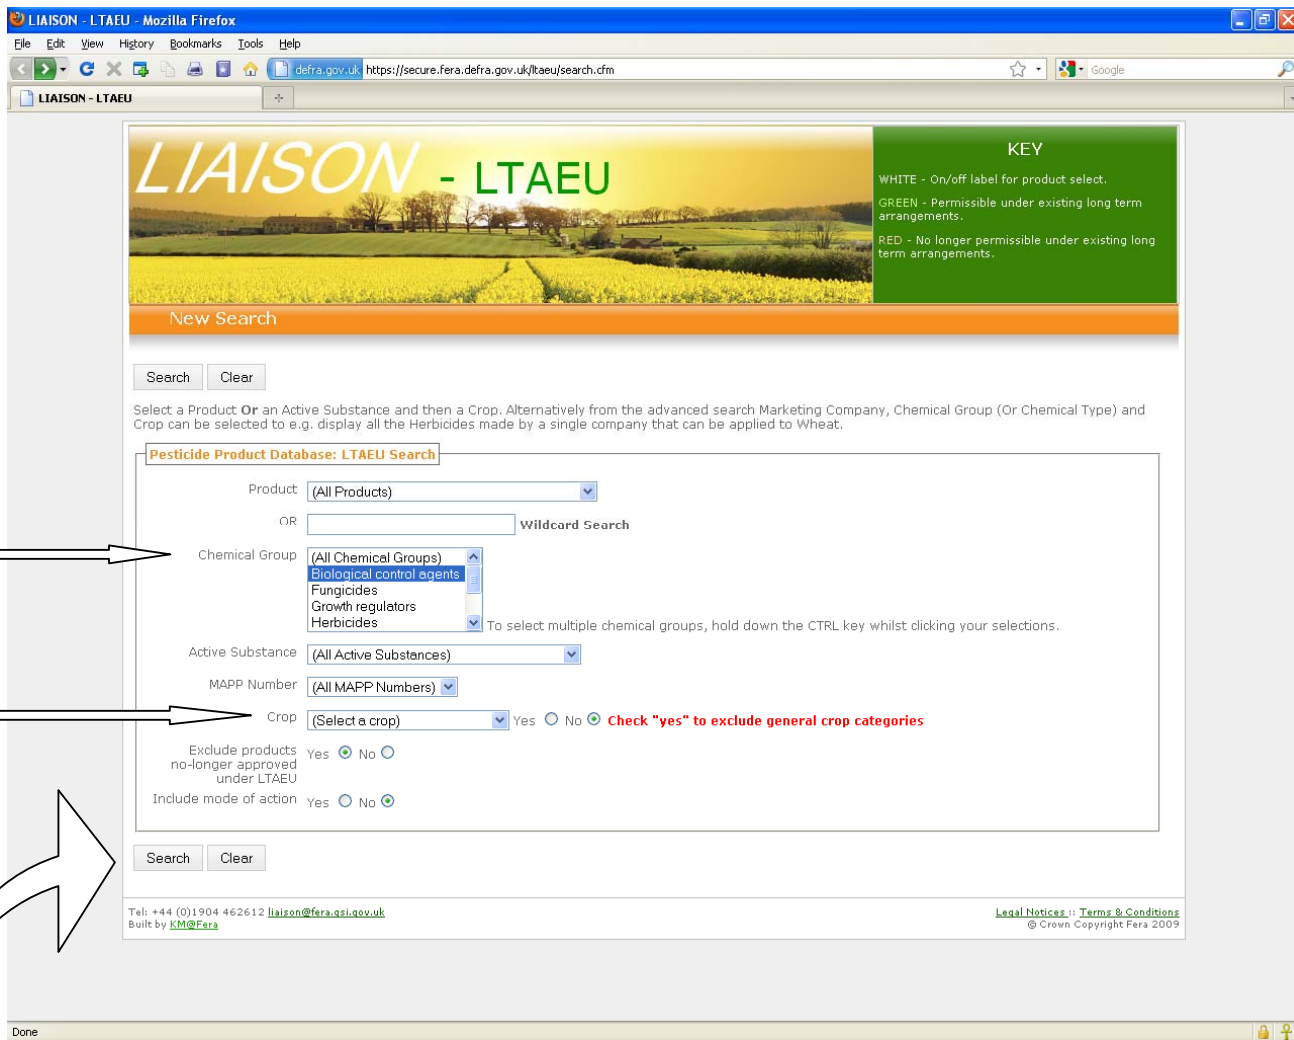 LIAISON - LTAEU - Mozilla Firefox
File Edit View History Bookmarks Tools Help
defra.gov.uk https://secure.fera.defra.gov.uk/ltaeu/search.cfm Google
LIAISON - LTAEU
LIAISON - LTAEU
KEY
WHITE - On/off label for product select.
GREEN - Permissible under existing long term
arrangements.
RED - No longer permissible under existing long
term arrangements.
New Search
Search Clear
Select a Product Or an Active Substance and then a Crop. Alternatively from the advanced search Marketing Company, Chemical Group (Or Chemical Type) and
Crop can be selected to e.g. display all the Herbicides made by a single company that can be applied to Wheat.
Pesticide Product Database: LTAEU Search
Product (All Products)
OR Wildcard Search
Chemical Group (All Chemical Groups)
Biological control agents
Fungicides
Growth regulators
Herbicides To select multiple chemical groups, hold down the CTRL key whilst clicking your selections.
Active Substance (All Active Substances)
MAPP Number (All MAPP Numbers)
Crop (Select a crop) Yes No Check "yes" to exclude general crop categories
Exclude products
no-longer approved
under LTAEU Yes No
Include mode of action Yes No
Search Clear
Tel: +44 (0)1904 462612 liaison@fera.gsi.gov.uk Legal Notices :: Terms & Conditions
Built by KM@Fera © Crown Copyright Fera 2009
Done